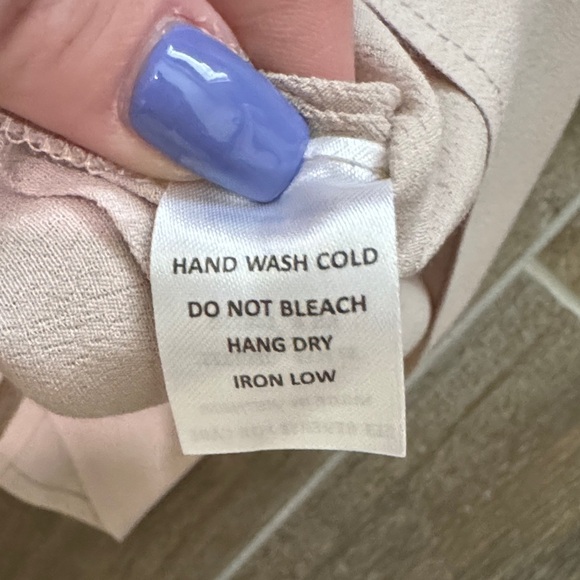 HAND WASH COLD
DO NOT BLEACH
HANG DRY
IRON LOW